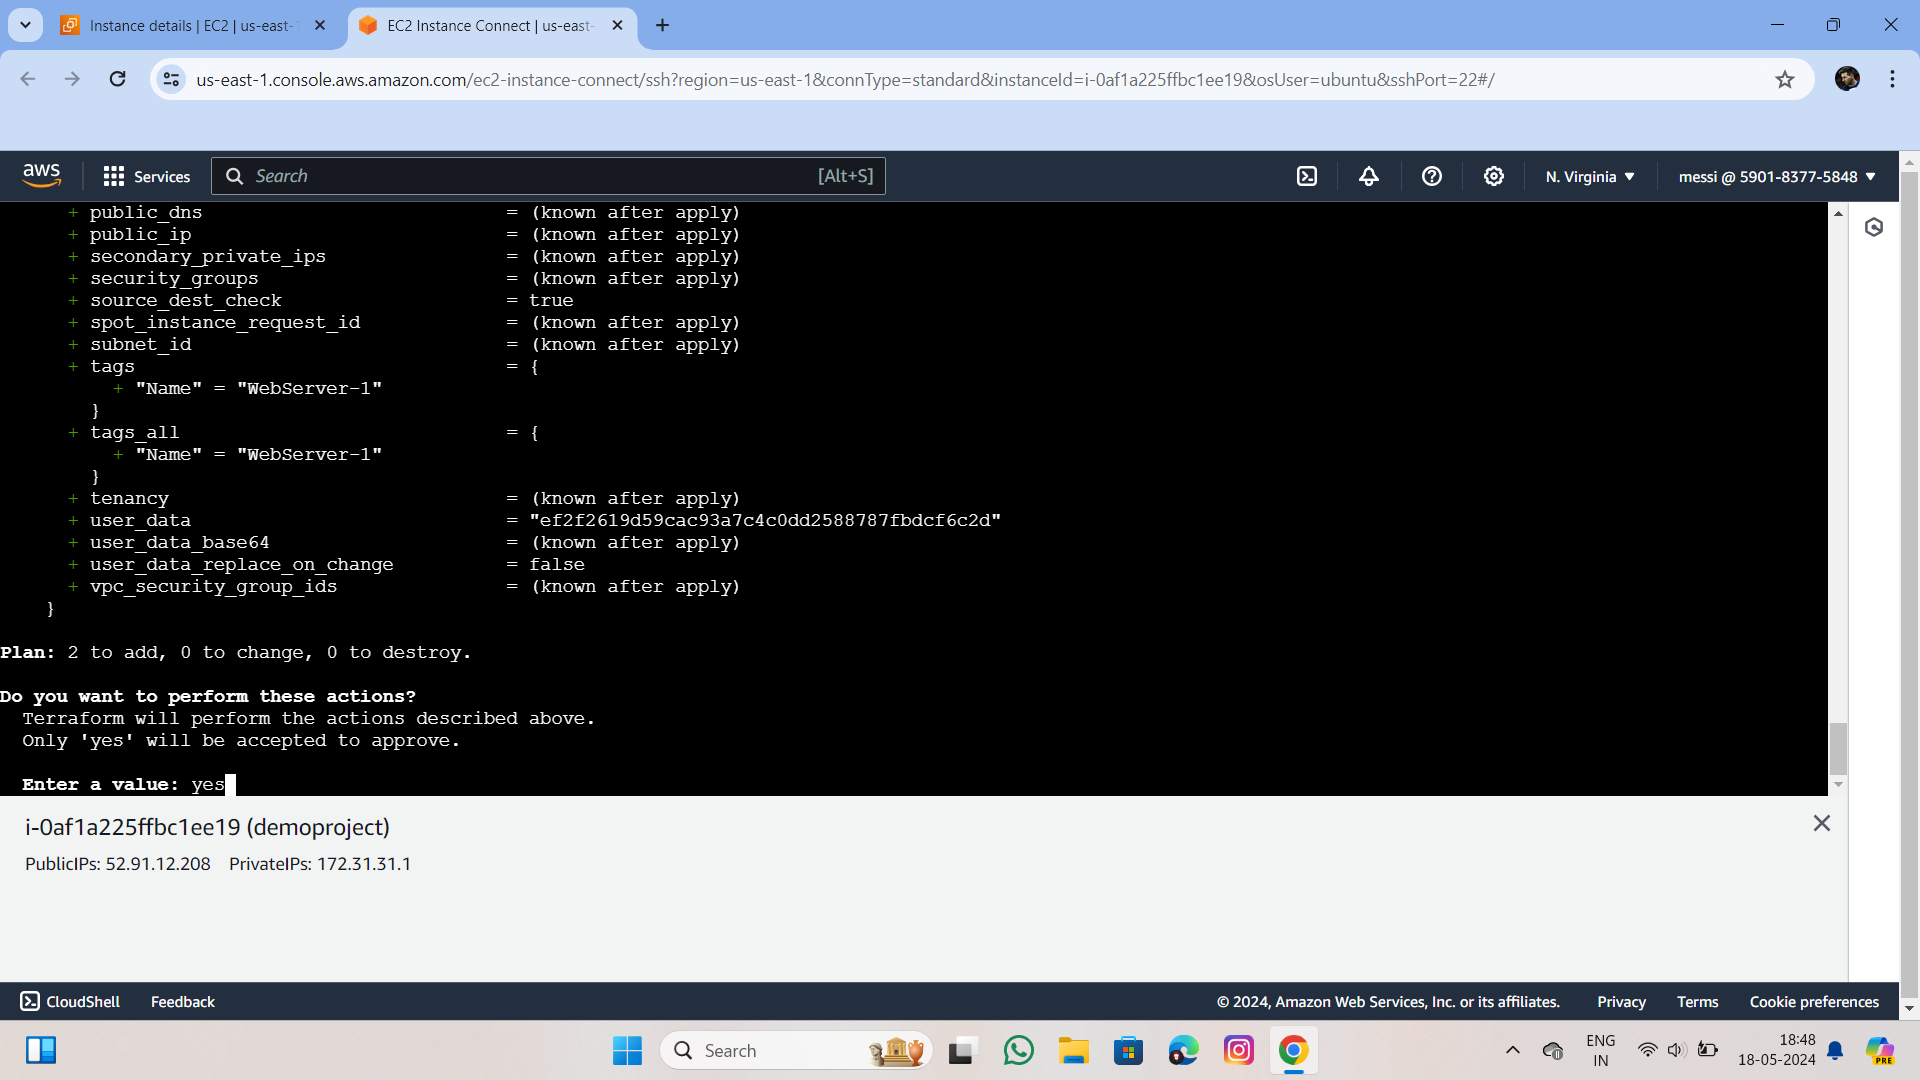 Instance details | EC2 | us-east-1
EC2 Instance Connect | us-east-
us-east-1.console.aws.amazon.com/ec2-instance-connect/ssh?region=us-east-1&connType=standard&instanceId=i-0af1a225ffbc1ee19&osUser=ubuntu&sshPort=22#/
aws
Services
Search
[Alt+S]
N. Virginia
messi @ 5901-8377-5848
+ public_dns = (known after apply)
+ public_ip = (known after apply)
+ secondary_private_ips = (known after apply)
+ security_groups = (known after apply)
+ source_dest_check = true
+ spot_instance_request_id = (known after apply)
+ subnet_id = (known after apply)
+ tags = {
+ "Name" = "WebServer-1"
}
+ tags_all = {
+ "Name" = "WebServer-1"
}
+ tenancy = (known after apply)
+ user_data = "ef2f2619d59cac93a7c4c0dd2588787fbdcf6c2d"
+ user_data_base64 = (known after apply)
+ user_data_replace_on_change = false
+ vpc_security_group_ids = (known after apply)
}
Plan: 2 to add, 0 to change, 0 to destroy.
Do you want to perform these actions?
Terraform will perform the actions described above.
Only 'yes' will be accepted to approve.
Enter a value: yes
i-0af1a225ffbc1ee19 (demoproject)
PublicIPs: 52.91.12.208 PrivateIPs: 172.31.31.1
CloudShell
Feedback
© 2024, Amazon Web Services, Inc. or its affiliates.
Privacy
Terms
Cookie preferences
Search
ENG
IN
18:48
18-05-2024
PRE